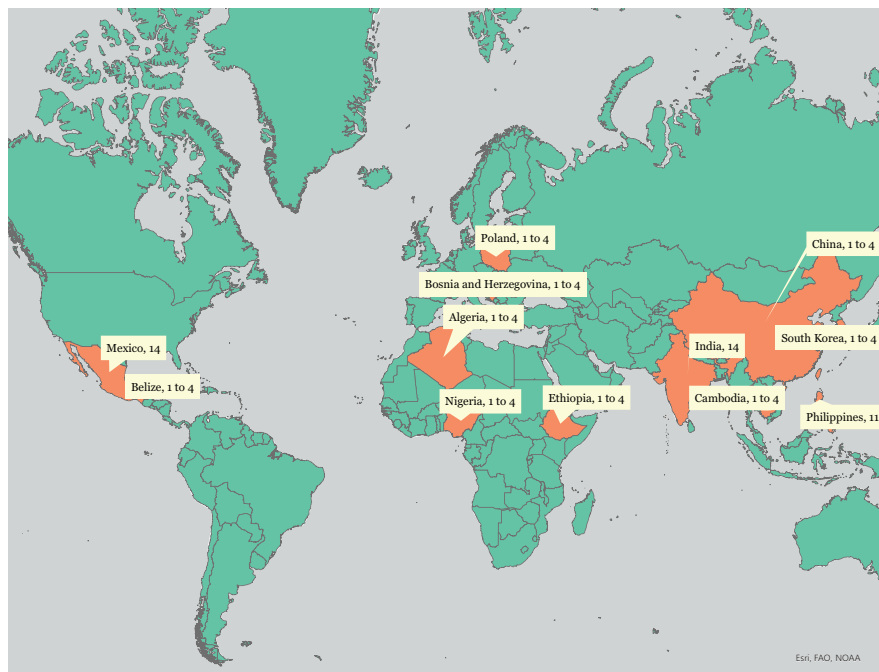 Poland, 1 to 4
China, 1 to 4
Bosnia and Herzegovina, 1 to 4
Algeria, 1 to 4
South Korea, 1 to 4
Mexico, 14
India, 14
Belize, 1 to 4
Nigeria, 1 to 4
Ethiopia, 1 to 4
Cambodia, 1 to 4
Philippines, 11
Esri, FAO, NOAA